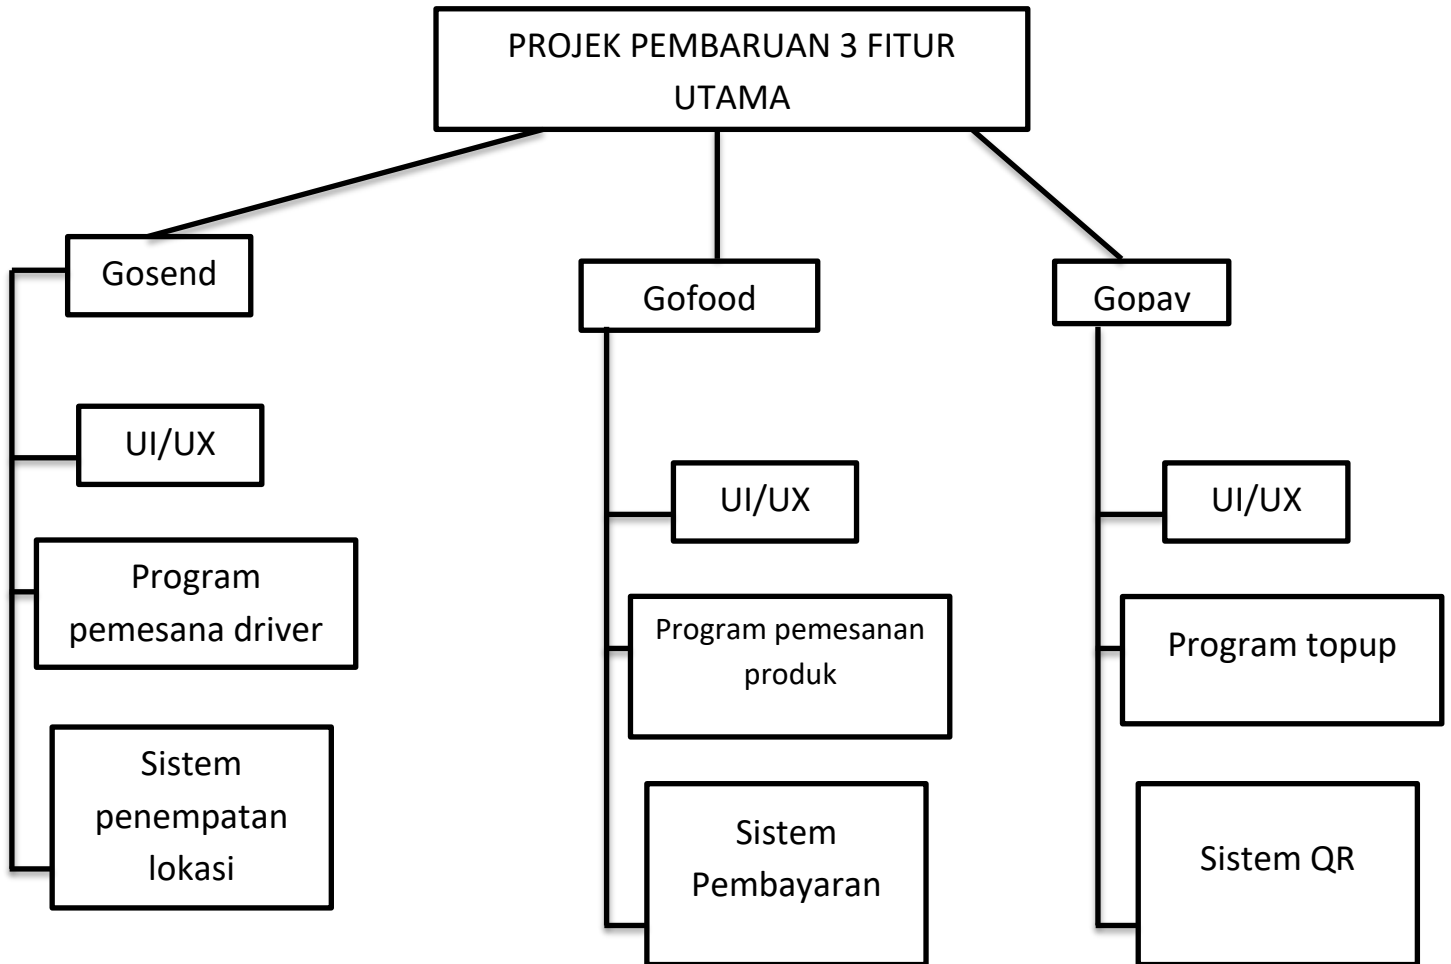 PROJEK PEMBARUAN 3 FITUR
UTAMA
Gosend
Gofood
Gopay
UI/UX
Program
pemesana driver
Sistem
penempatan
lokasi
UI/UX
Program pemesanan
produk
Sistem
Pembayaran
UI/UX
Program topup
Sistem QR